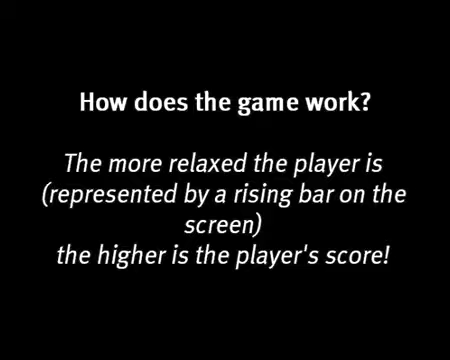 How does the game work?
The more relaxed the player is
(represented by a rising bar on the
screen)
the higher is the player's score!